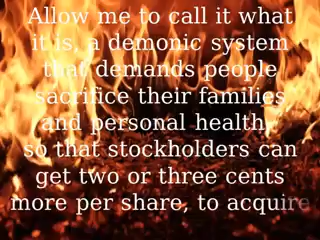 Allow me to call it what
it is, a demonic system
that demands people
sacrifice their families
and personal health,
so that stockholders can
get two or three cents
more per share, to acquire